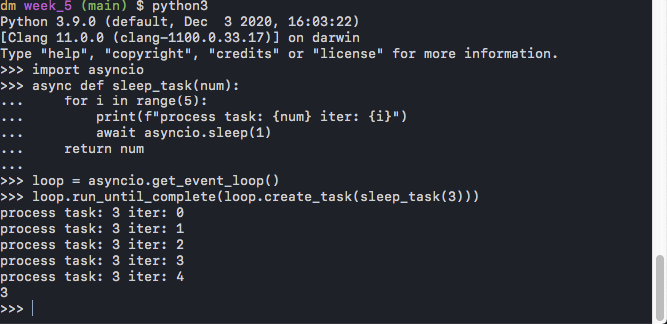 dm week_5 (main) $ python3
Python 3.9.0 (default, Dec  3 2020, 16:03:22)
[Clang 11.0.0 (clang-1100.0.33.17)] on darwin
Type "help", "copyright", "credits" or "license" for more information.
>>> import asyncio
>>> async def sleep_task(num):
...     for i in range(5):
...         print(f"process task: {num} iter: {i}")
...         await asyncio.sleep(1)
...     return num
...
>>> loop = asyncio.get_event_loop()
>>> loop.run_until_complete(loop.create_task(sleep_task(3)))
process task: 3 iter: 0
process task: 3 iter: 1
process task: 3 iter: 2
process task: 3 iter: 3
process task: 3 iter: 4
3
>>>